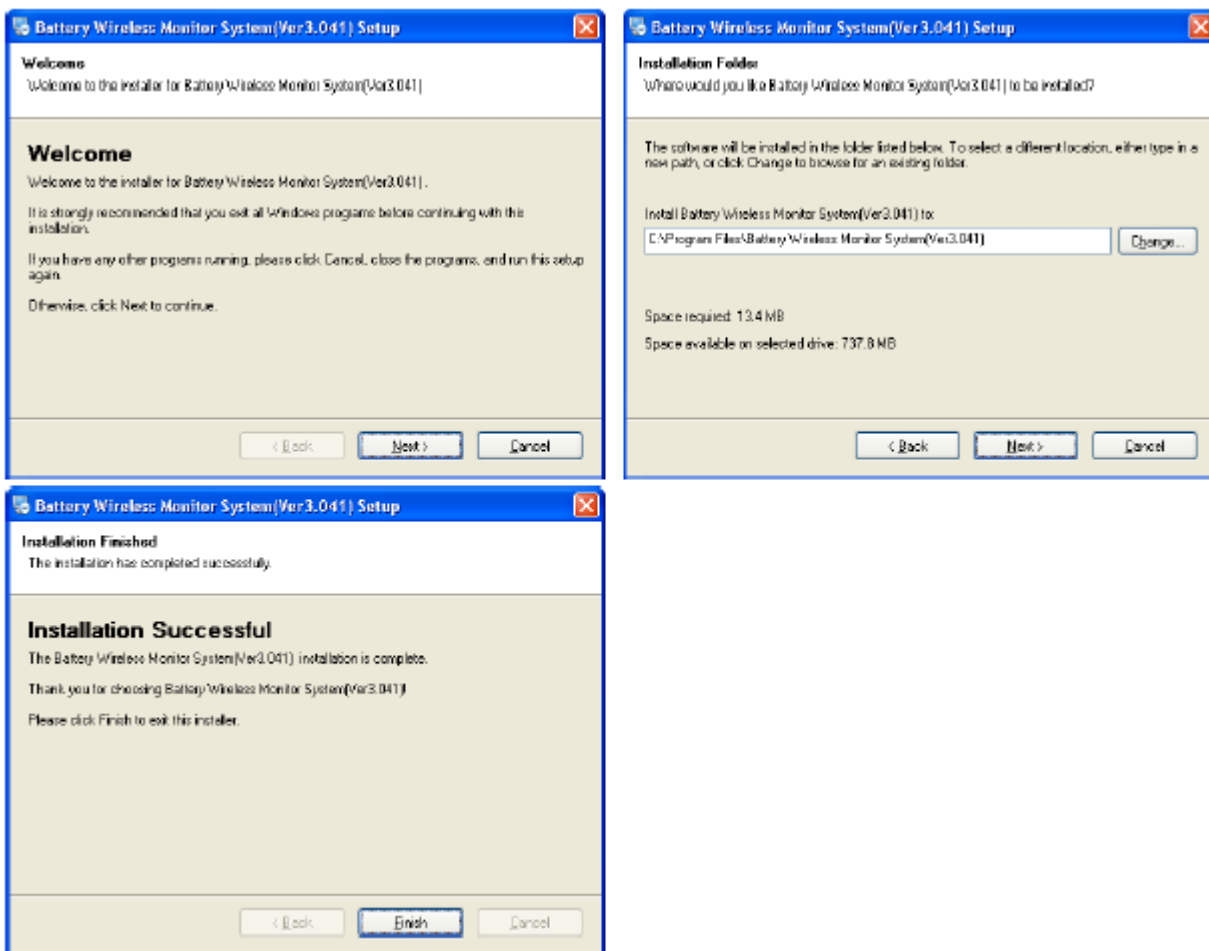 Battery Wireless Monitor System(Ver3.041) Setup
Welcome
Welcome to the installer for Battery Wireless Monitor System(Ver3.041)
Welcome
Welcome to the installer for Battery Wireless Monitor System(Ver3.041) .
It is strongly recommended that you exit all Windows programs before continuing with this
installation.
If you have any other programs running, please click Cancel, close the programs, and run this setup
again.
Otherwise, click Next to continue.
< Back
Next >
Cancel
Battery Wireless Monitor System(Ver3.041) Setup
Installation Folder
Where would you like Battery Wireless Monitor System(Ver3.041) to be installed?
The software will be installed in the folder listed below. To select a different location, either type in a
new path, or click Change to browse for an existing folder.
Install Battery Wireless Monitor System(Ver3.041) to:
C:\Program Files\Battery Wireless Monitor System(Ver3.041)
Change...
Space required: 13.4 MB
Space available on selected drive: 737.8 MB
< Back
Next >
Cancel
Battery Wireless Monitor System(Ver3.041) Setup
Installation Finished
The installation has completed successfully.
Installation Successful
The Battery Wireless Monitor System(Ver3.041) installation is complete.
Thank you for choosing Battery Wireless Monitor System(Ver3.041)!
Please click Finish to exit this installer.
< Back
Finish
Cancel